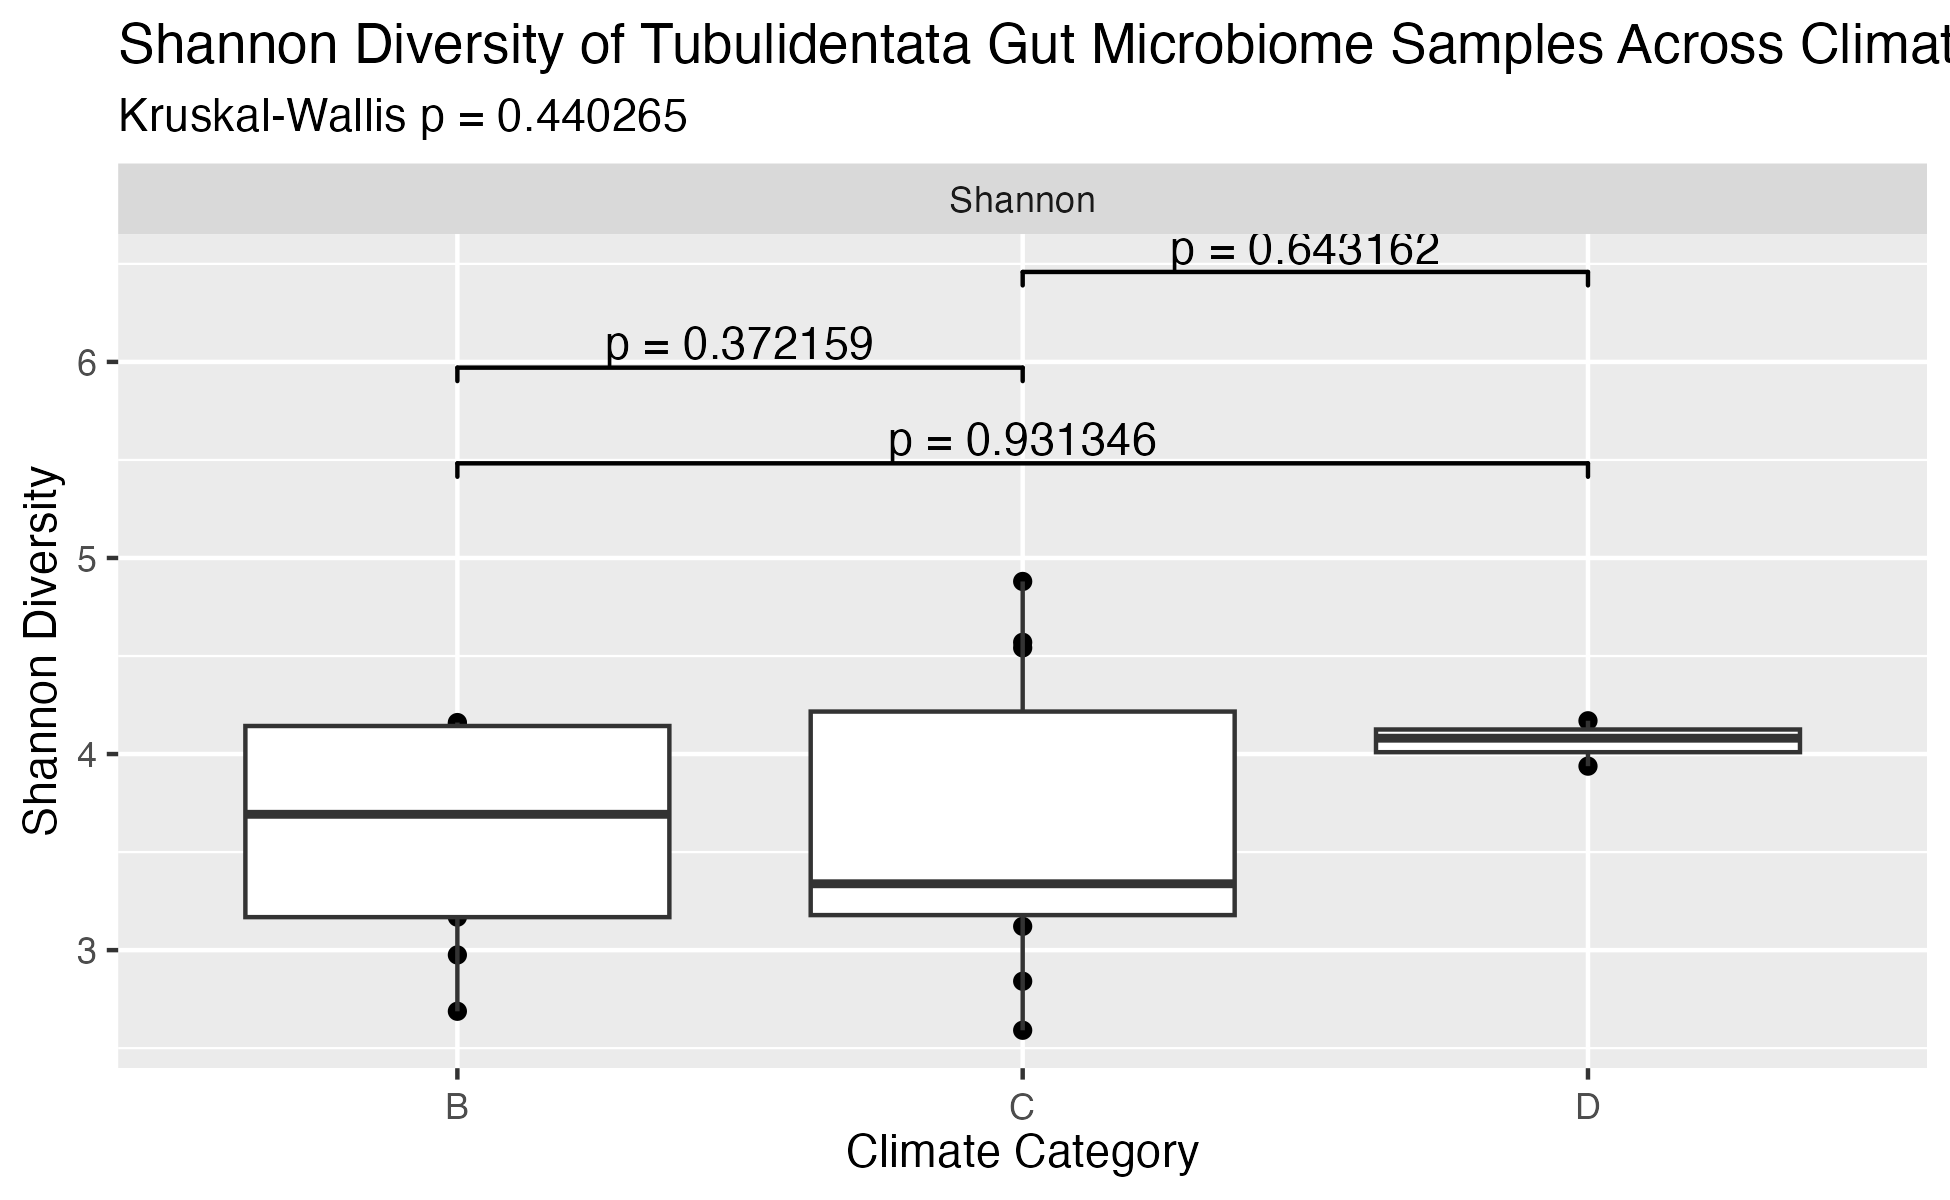 Shannon Diversity of Tubulidentata Gut Microbiome Samples Across Climat
Kruskal-Wallis p = 0.440265
Shannon
p = 0.643162
p = 0.372159
p = 0.931346
Shannon Diversity
6
5
4
3
B C D
Climate Category